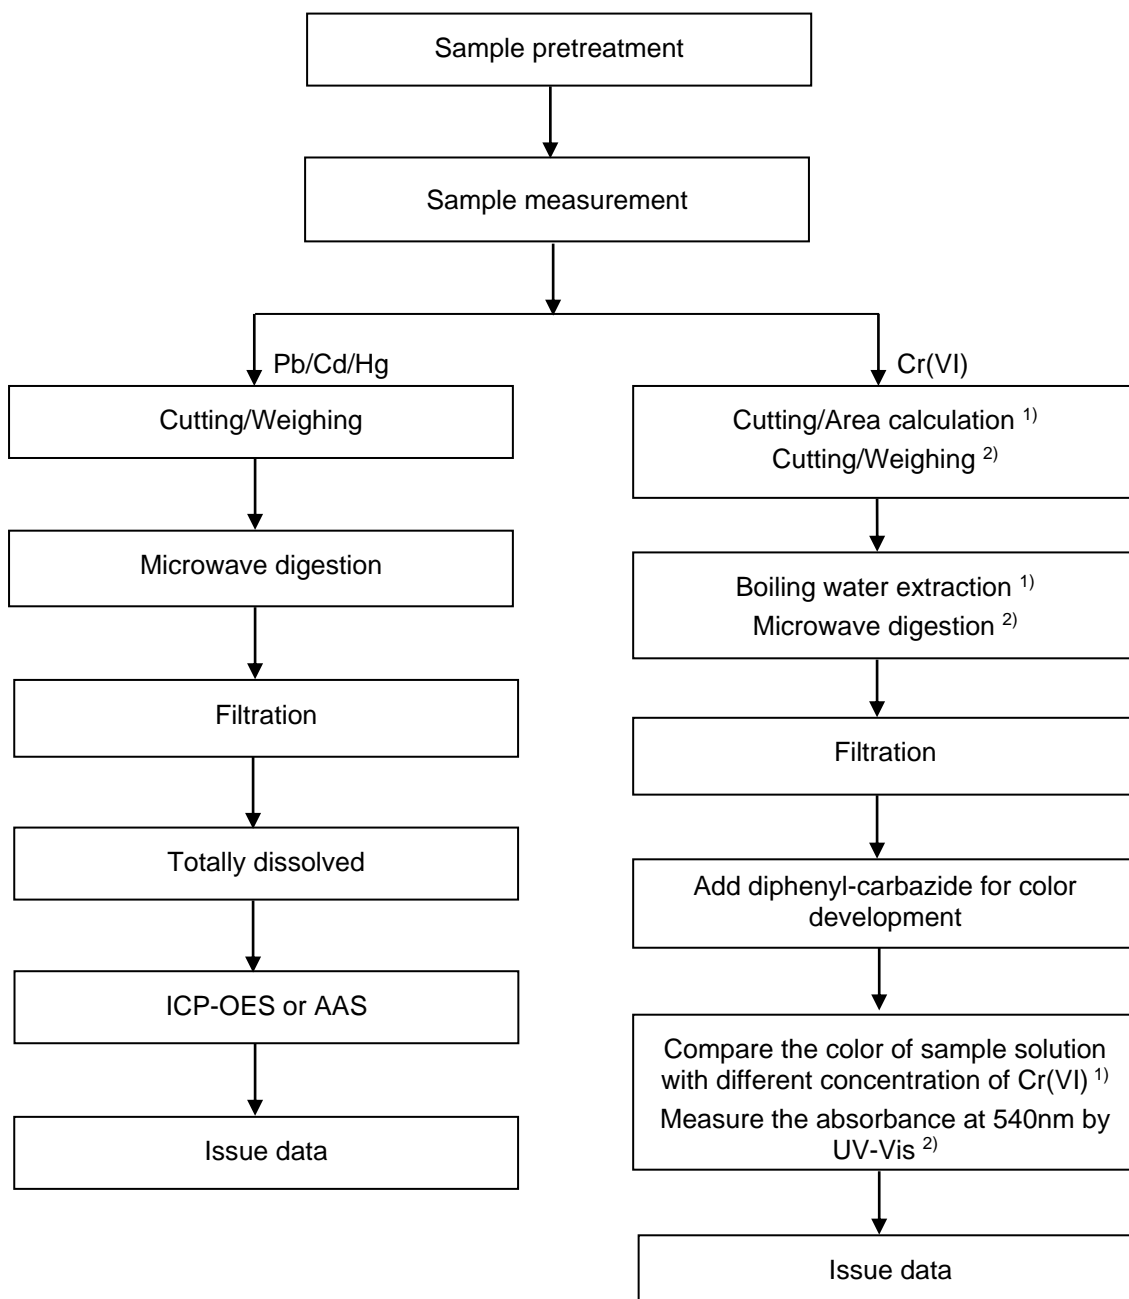 Sample pretreatment
Sample measurement
Pb/Cd/Hg
Cutting/Weighing
Microwave digestion
Filtration
Totally dissolved
ICP-OES or AAS
Issue data
Cr(VI)
Cutting/Area calculation 1)
Cutting/Weighing 2)
Boiling water extraction 1)
Microwave digestion 2)
Filtration
Add diphenyl-carbazide for color
development
Compare the color of sample solution
with different concentration of Cr(VI) 1)
Measure the absorbance at 540nm by
UV-Vis 2)
Issue data